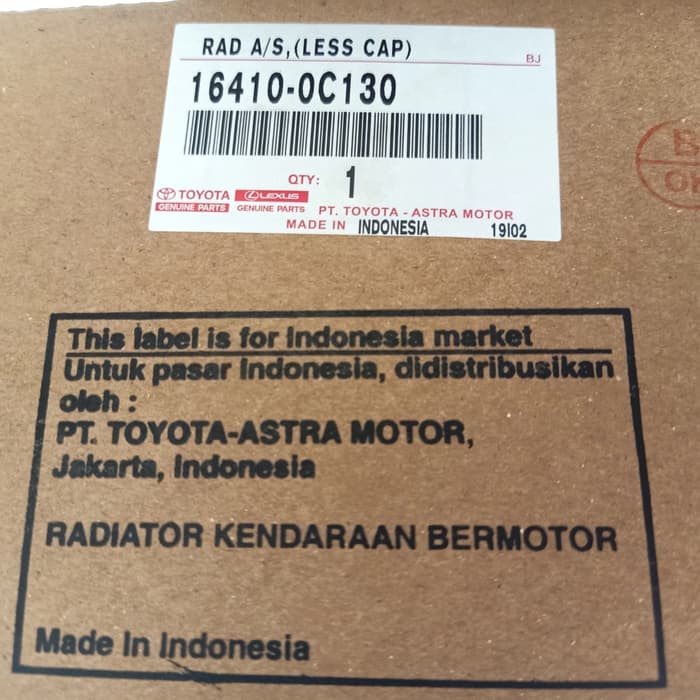 RAD A/S,(LESS CAP)
BJ
16410-0C130
QTY: 1
TOYOTA LEXUS
GENUINE PARTS GENUINE PARTS PT. TOYOTA - ASTRA MOTOR
MADE IN INDONESIA 19I02
This label is for Indonesia market
Untuk pasar Indonesia, didistribusikan
oleh :
PT. TOYOTA-ASTRA MOTOR,
Jakarta, Indonesia
RADIATOR KENDARAAN BERMOTOR
Made In Indonesia